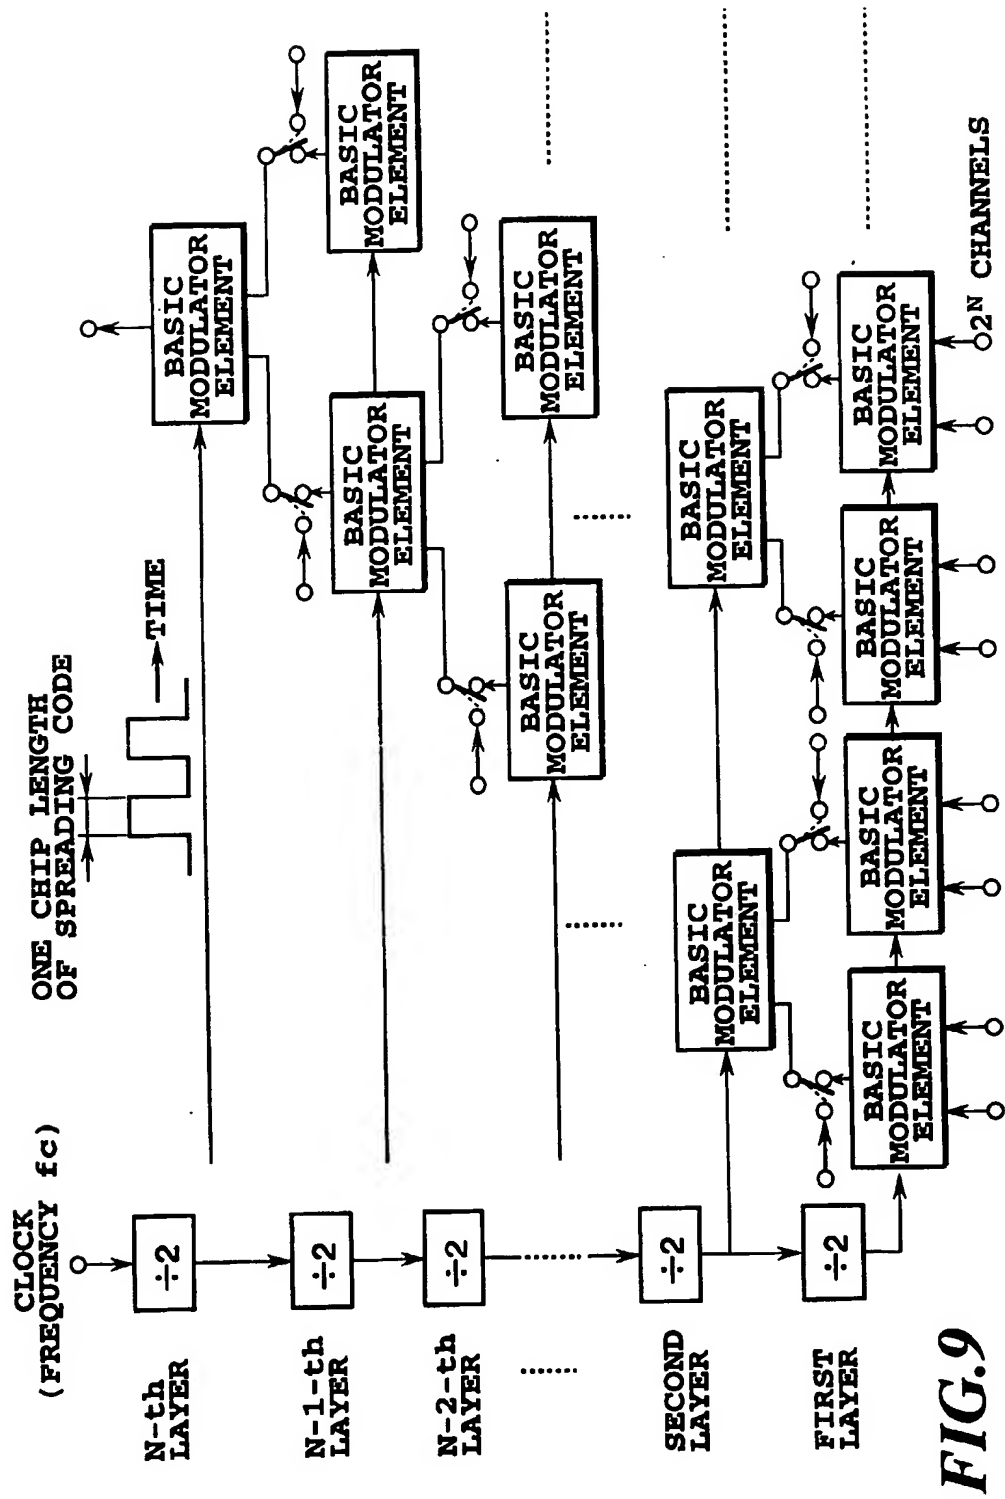 CLOCK
(FREQUENCY fc)
ONE CHIP LENGTH
OF SPREADING CODE
TIME
N-th
LAYER
÷2
BASIC
MODULATOR
ELEMENT
N-1-th
LAYER
÷2
BASIC
MODULATOR
ELEMENT
BASIC
MODULATOR
ELEMENT
N-2-th
LAYER
÷2
BASIC
MODULATOR
ELEMENT
BASIC
MODULATOR
ELEMENT
SECOND
LAYER
÷2
BASIC
MODULATOR
ELEMENT
BASIC
MODULATOR
ELEMENT
FIRST
LAYER
÷2
BASIC
MODULATOR
ELEMENT
BASIC
MODULATOR
ELEMENT
BASIC
MODULATOR
ELEMENT
BASIC
MODULATOR
ELEMENT
2ᴺ CHANNELS
FIG.9